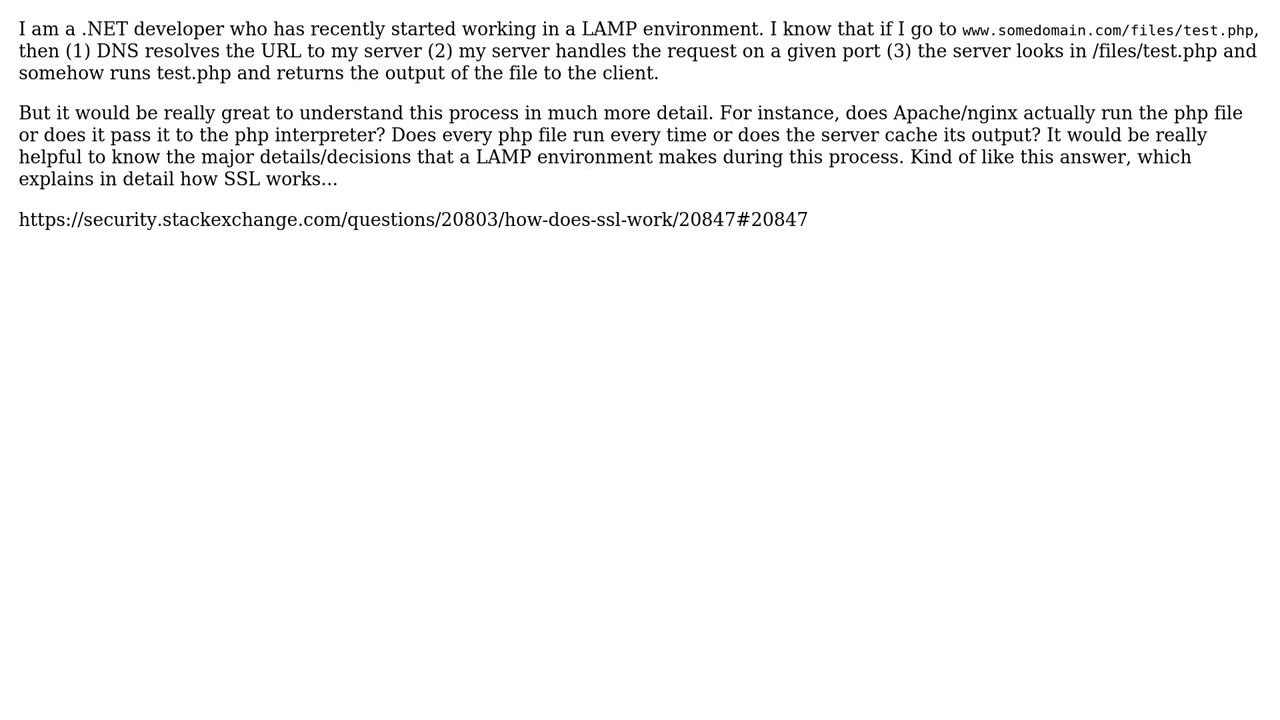 I am a .NET developer who has recently started working in a LAMP environment. I know that if I go to www.somedomain.com/files/test.php,
then (1) DNS resolves the URL to my server (2) my server handles the request on a given port (3) the server looks in /files/test.php and
somehow runs test.php and returns the output of the file to the client.
But it would be really great to understand this process in much more detail. For instance, does Apache/nginx actually run the php file
or does it pass it to the php interpreter? Does every php file run every time or does the server cache its output? It would be really
helpful to know the major details/decisions that a LAMP environment makes during this process. Kind of like this answer, which
explains in detail how SSL works...
https://security.stackexchange.com/questions/20803/how-does-ssl-work/20847#20847